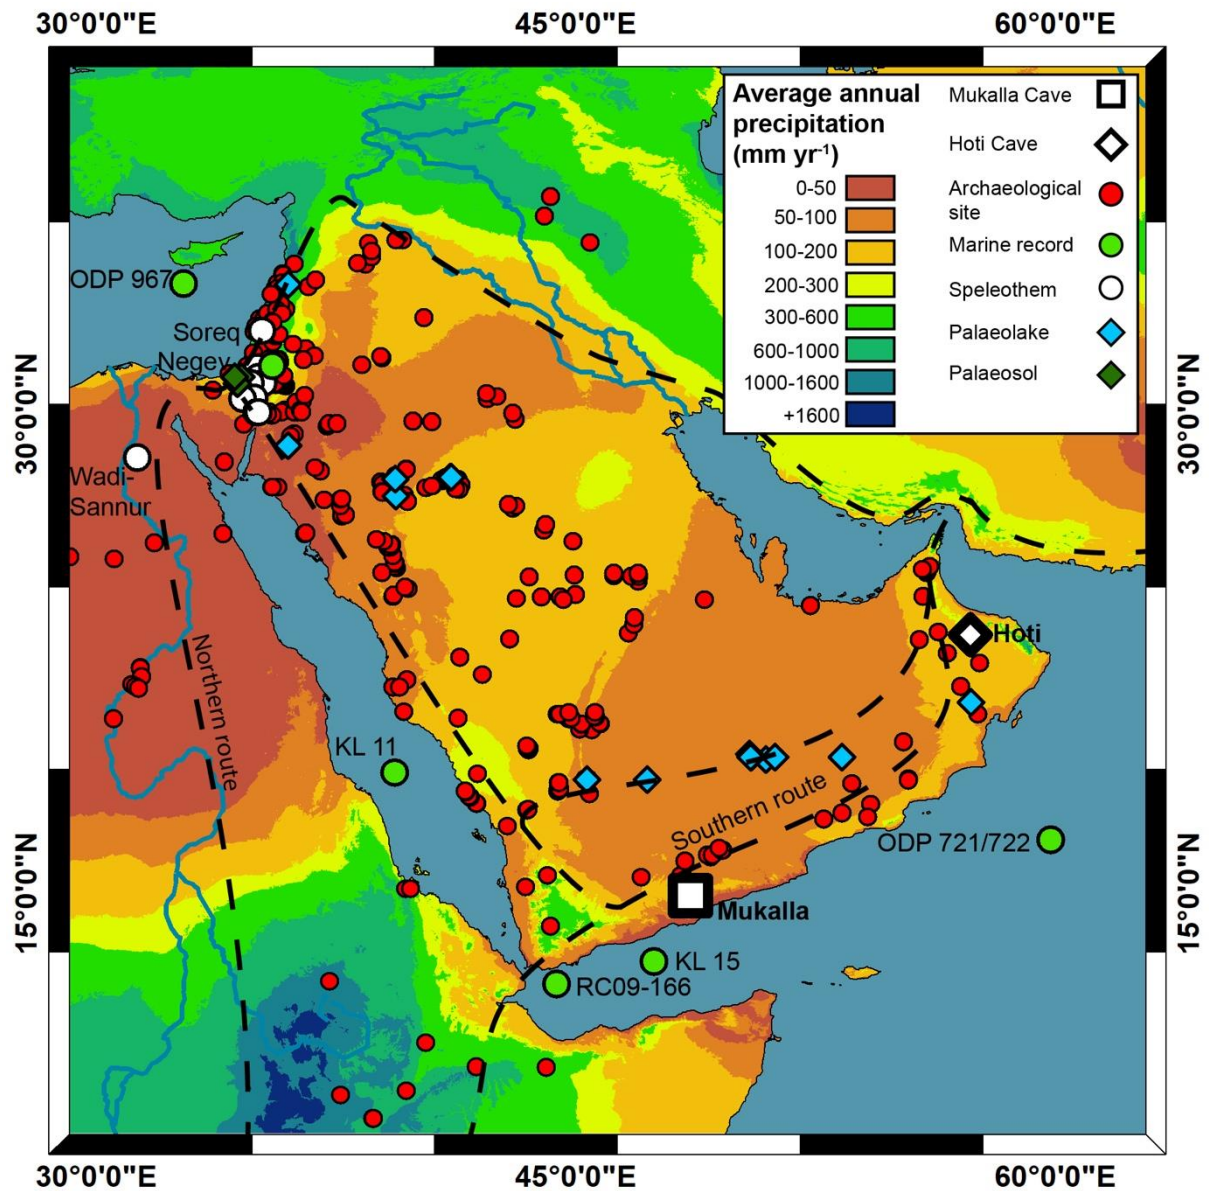 30°0'0"E 45°0'0"E 60°0'0"E
Average annual
precipitation
(mm yr-1)
0-50
50-100
100-200
200-300
300-600
600-1000
1000-1600
+1600
Mukalla Cave
Hoti Cave
Archaeological
site
Marine record
Speleothem
Palaeolake
Palaeosol
ODP 967
Soreq
Negev
30°0'0"N
30°0'0"N
Wadi-
Sannur
Northern route
Hoti
KL 11
Southern route
ODP 721/722
15°0'0"N
15°0'0"N
Mukalla
KL 15
RC09-166
30°0'0"E 45°0'0"E 60°0'0"E